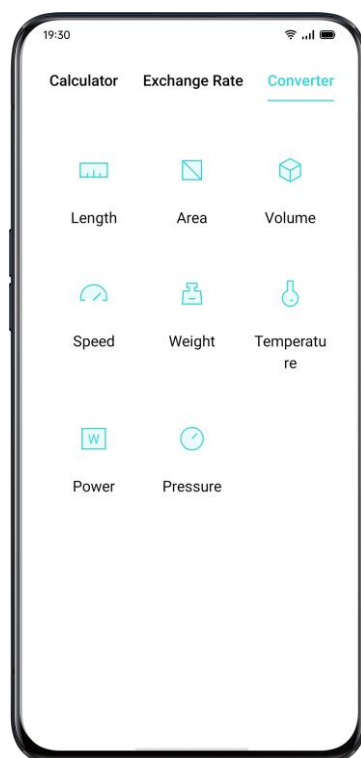 19:30
Calculator Exchange Rate Converter
Length Area Volume
Speed Weight Temperatu
re
W
Power Pressure